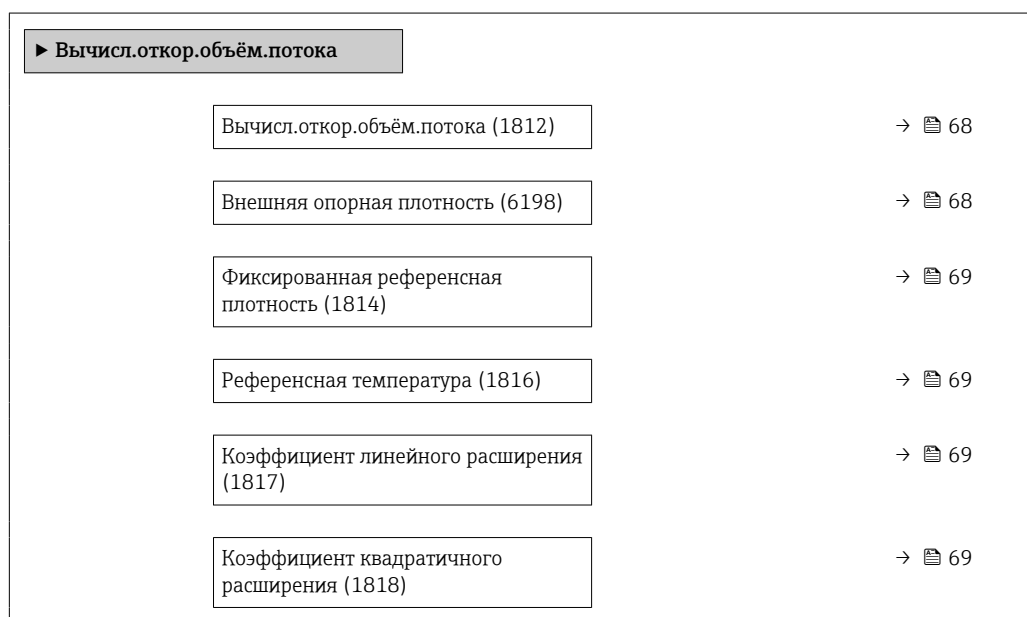 ▶ Вычисл.откор.объём.потока
Вычисл.откор.объём.потока (1812) → 68
Внешняя опорная плотность (6198) → 68
Фиксированная референсная → 69
плотность (1814)
Референсная температура (1816) → 69
Коэффициент линейного расширения → 69
(1817)
Коэффициент квадратичного → 69
расширения (1818)